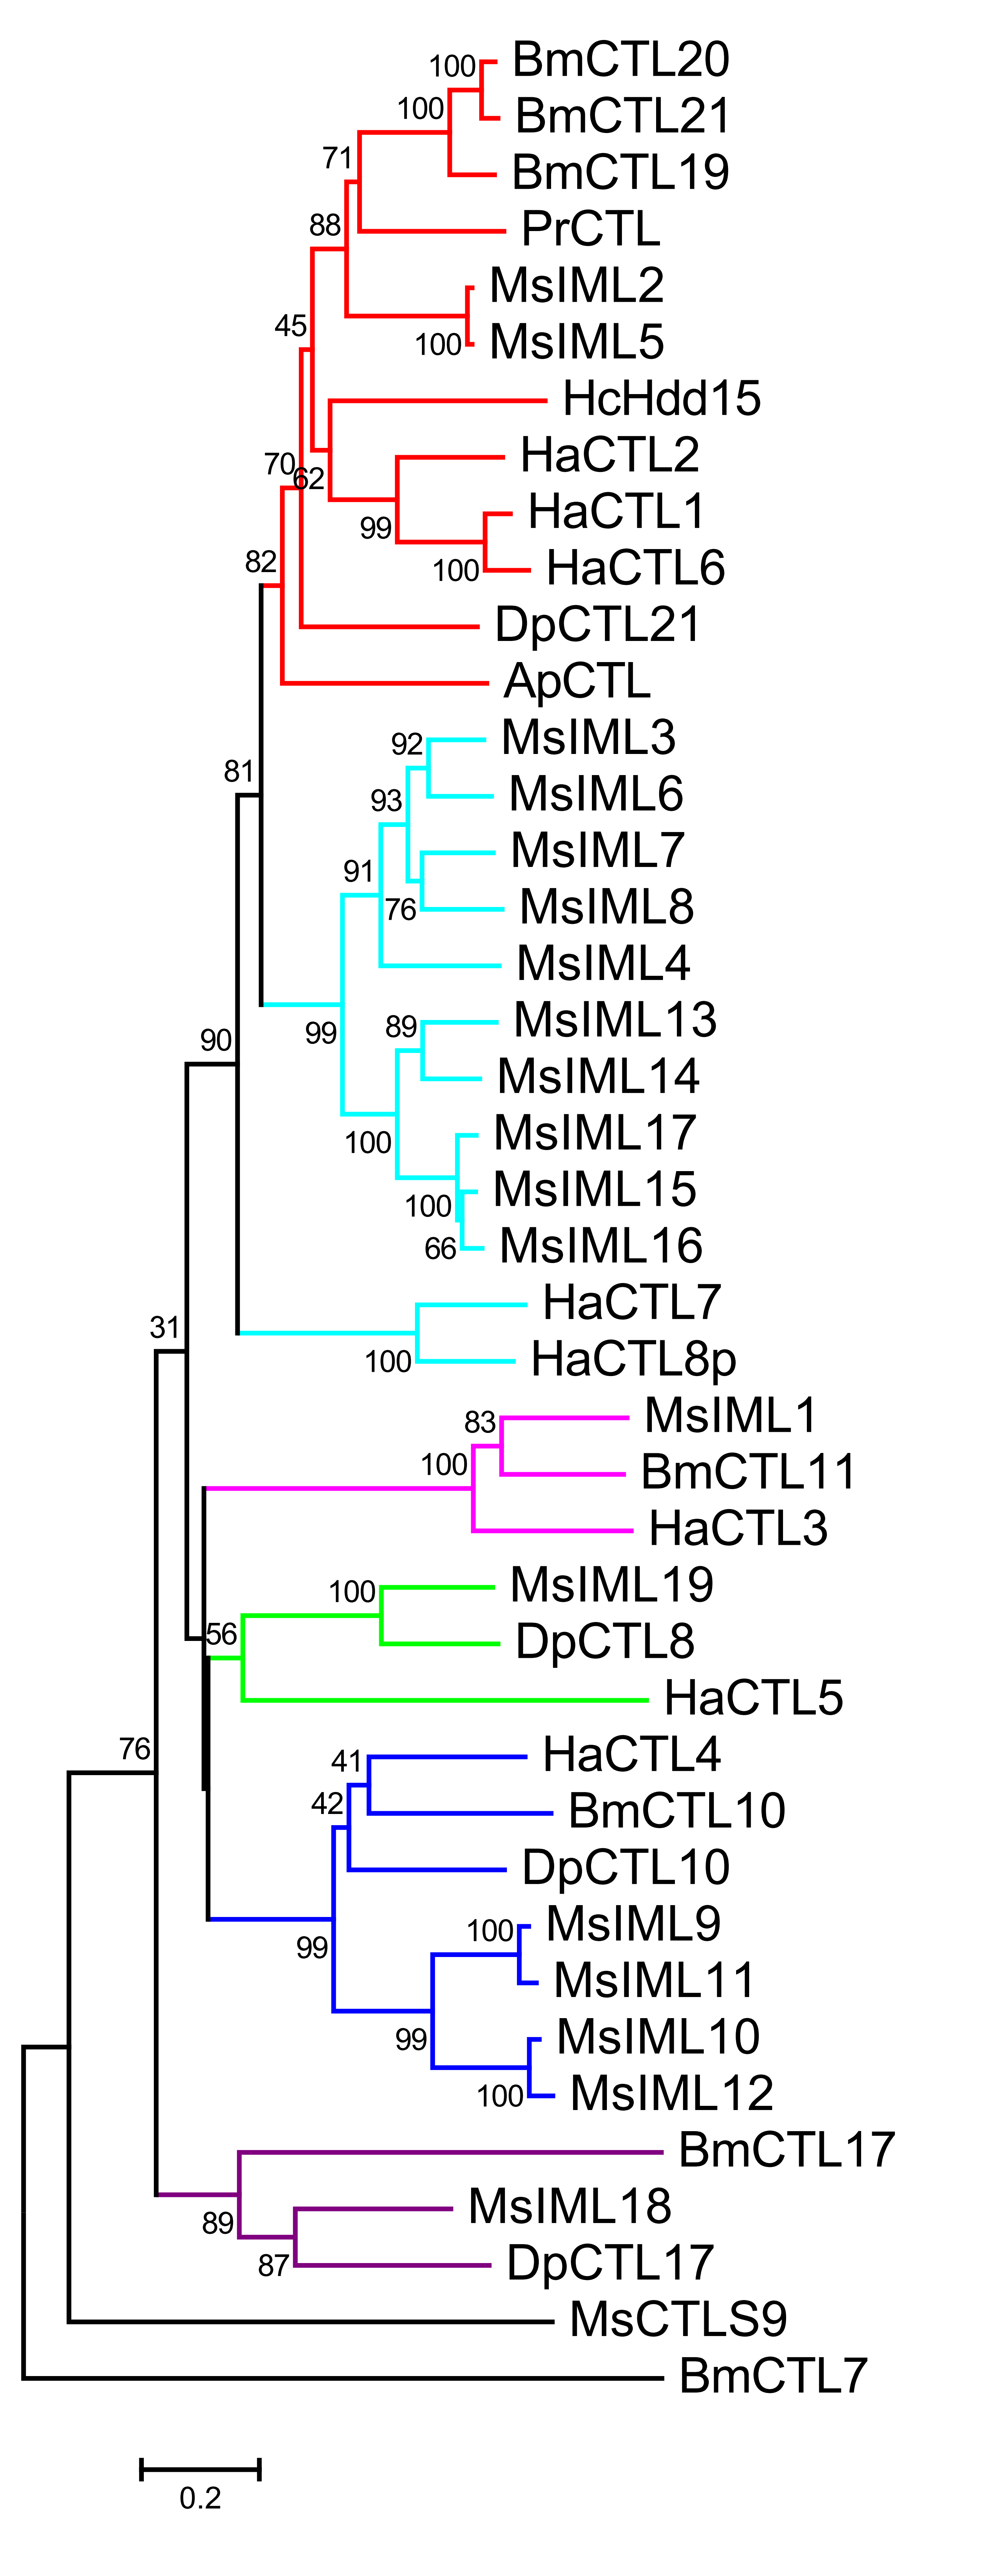 100
BmCTL20
100
BmCTL21
71
BmCTL19
88
PrCTL
MsIML2
45
100
MsIML5
HcHdd15
70
62
HaCTL2
99
HaCTL1
82
100
HaCTL6
DpCTL21
ApCTL
92
MsIML3
81
93
MsIML6
91
MsIML7
76
MsIML8
MsIML4
90
99
89
MsIML13
MsIML14
100
MsIML17
100
MsIML15
66
MsIML16
31
HaCTL7
100
HaCTL8p
83
MsIML1
100
BmCTL11
HaCTL3
100
MsIML19
56
DpCTL8
HaCTL5
76
41
HaCTL4
42
BmCTL10
DpCTL10
99
100
MsIML9
MsIML11
99
MsIML10
100
MsIML12
BmCTL17
89
MsIML18
87
DpCTL17
MsCTLS9
BmCTL7
0.2